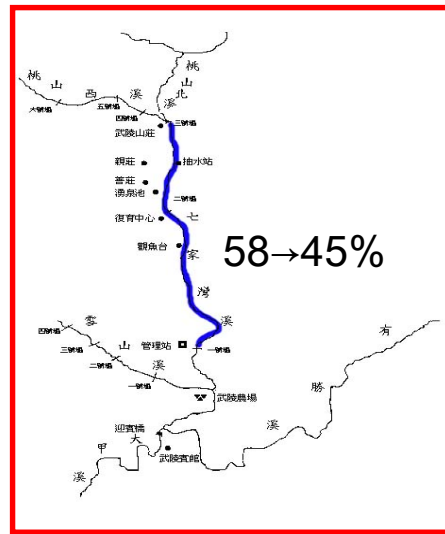 桃山北溪
桃山西溪
六號壩
五號壩
四號壩
三號壩
武陵山莊
親莊
抽水站
善莊
湧泉池
二號壩
復育中心
七家灣溪
觀魚台
58→45%
四號壩
三號壩
二號壩
一號壩
雪山溪
管理站
一號壩
有勝溪
武陵農場
迎賓橋
大甲溪
武陵賓館